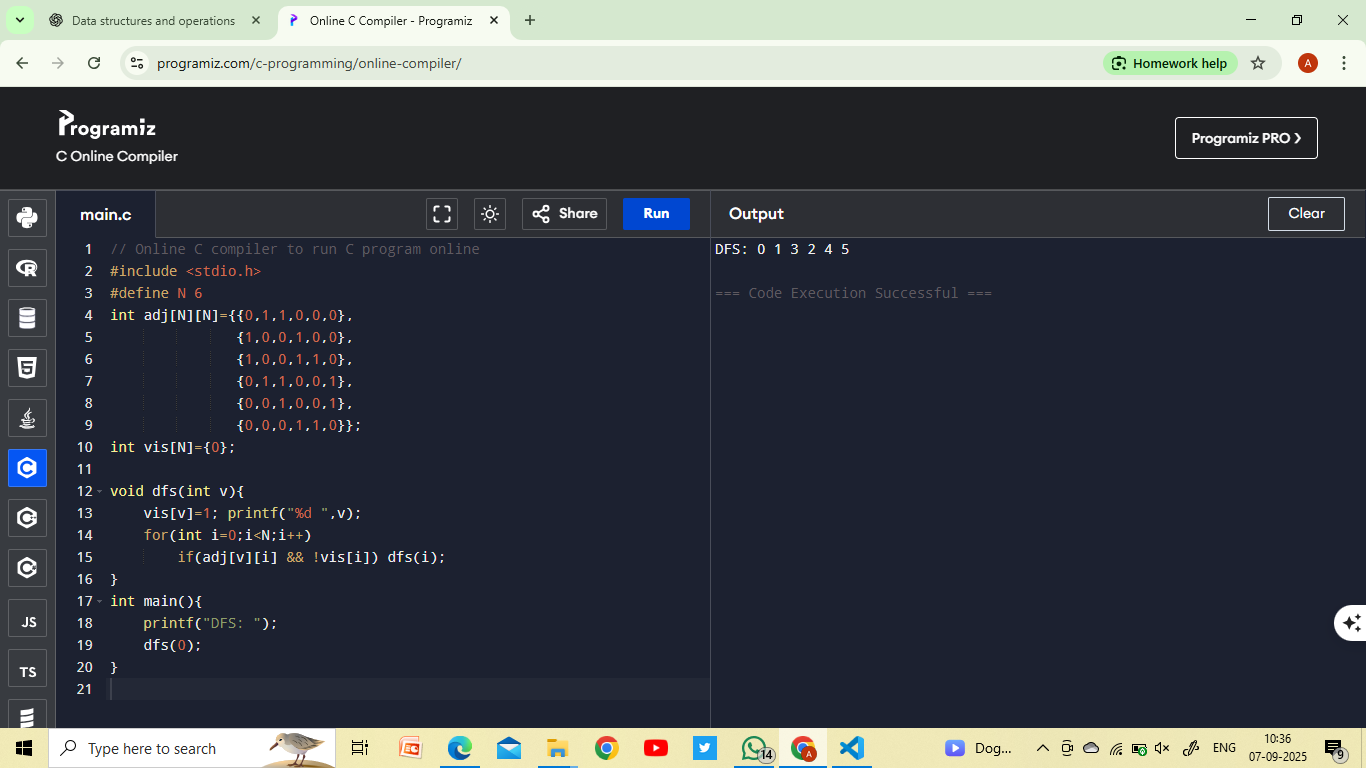 Data structures and operations
Online C Compiler - Programiz
programiz.com/c-programming/online-compiler/
Homework help
A
Programiz
C Online Compiler
Programiz PRO
main.c
Share
Run
Output
Clear
1 // Online C compiler to run C program online
2 #include <stdio.h>
3 #define N 6
4 int adj[N][N]={{0,1,1,0,0,0},
5 {1,0,0,1,0,0},
6 {1,0,0,1,1,0},
7 {0,1,1,0,0,1},
8 {0,0,1,0,0,1},
9 {0,0,0,1,1,0}};
10 int vis[N]={0};
11
12 void dfs(int v){
13 vis[v]=1; printf("%d ",v);
14 for(int i=0;i<N;i++)
15 if(adj[v][i] && !vis[i]) dfs(i);
16 }
17 int main(){
18 printf("DFS: ");
19 dfs(0);
20 }
21
DFS: 0 1 3 2 4 5
=== Code Execution Successful ===
JS
TS
Type here to search
14
A
Dog...
ENG
10:36
07-09-2025
9